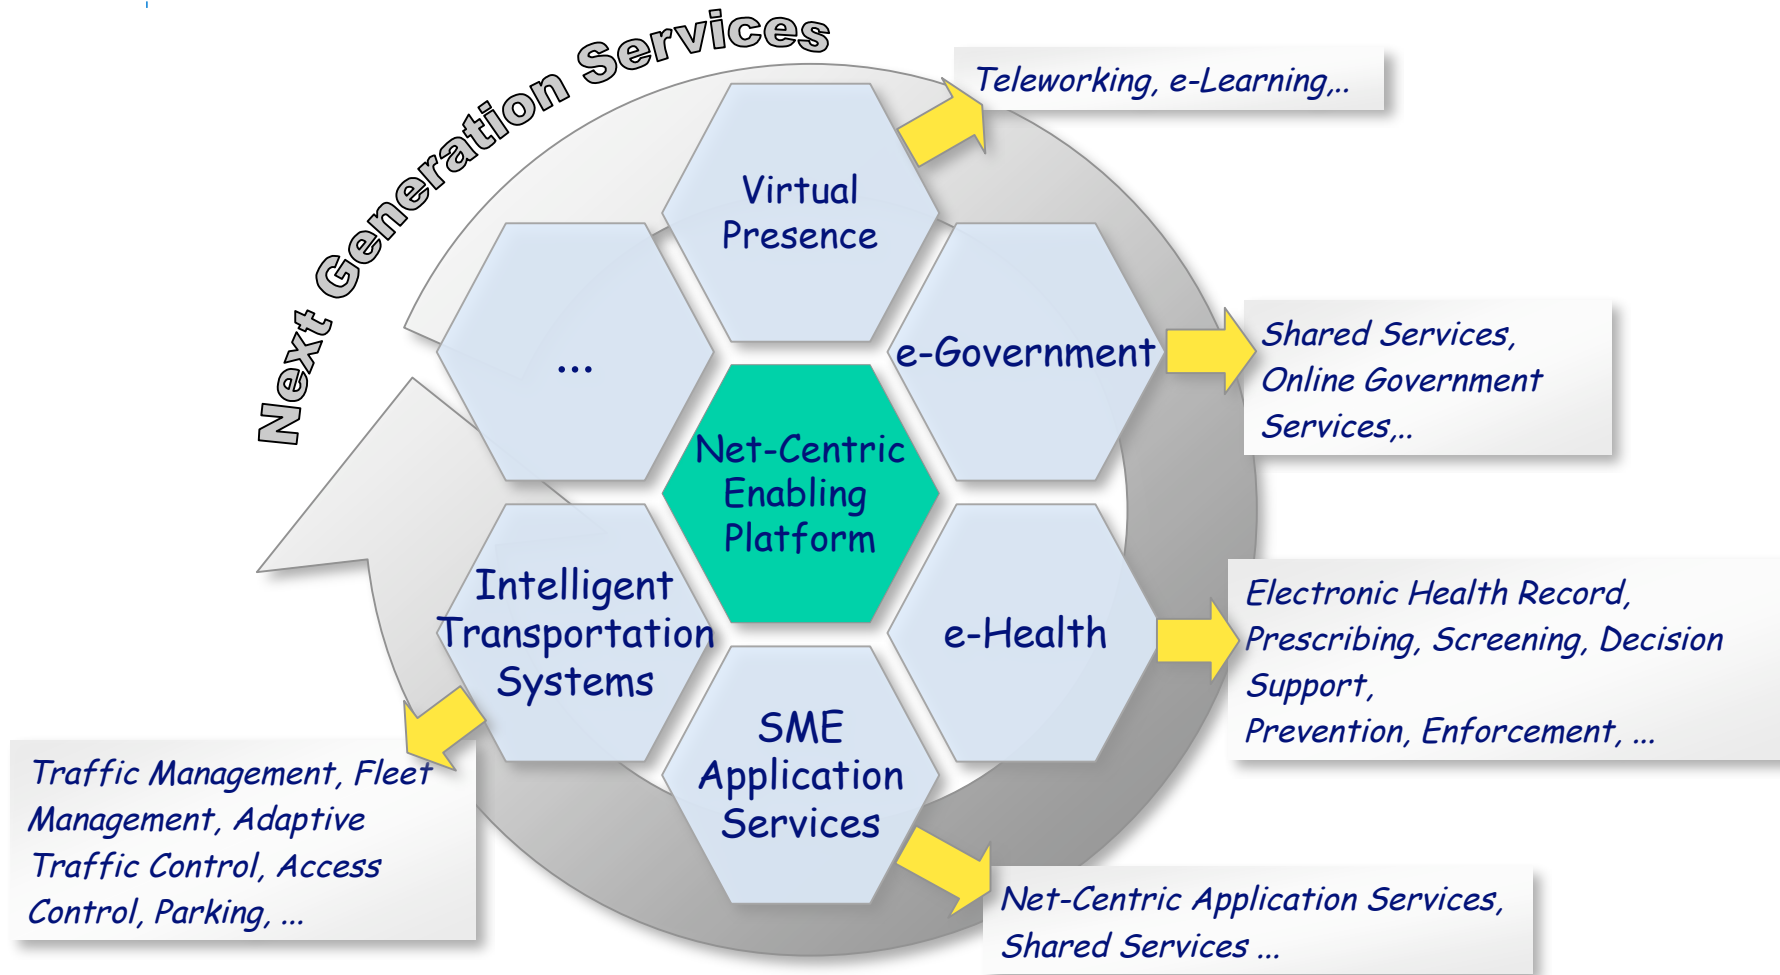 Next Generation Services
Teleworking, e-Learning,..
Virtual
Presence
...
e-Government
Shared Services,
Online Government
Services,..
Net-Centric
Enabling
Platform
Intelligent
Transportation
Systems
e-Health
Electronic Health Record,
Prescribing, Screening, Decision
Support,
Prevention, Enforcement, ...
SME
Application
Services
Traffic Management, Fleet
Management, Adaptive
Traffic Control, Access
Control, Parking, ...
Net-Centric Application Services,
Shared Services ...